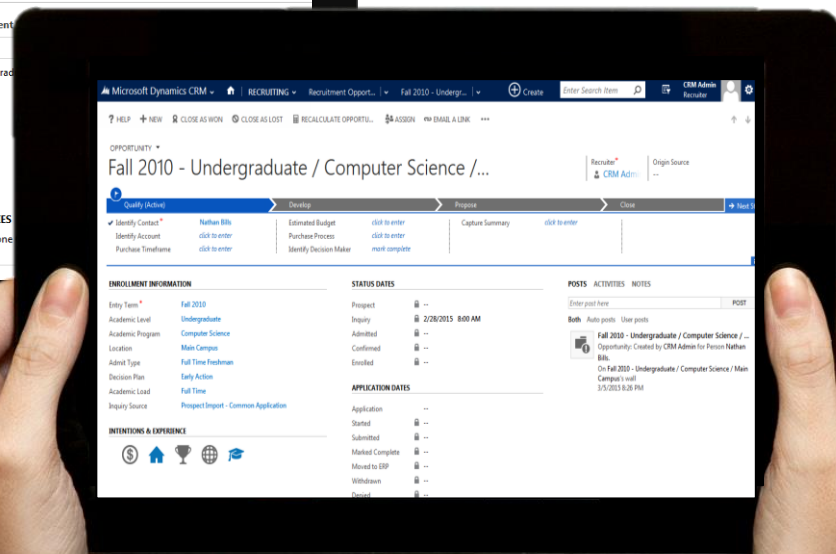 ent
Microsoft Dynamics CRM RECRUITING Recruitment Opport... Fall 2010 - Undergr... Create Enter Search Item CRM Admin
Recruiter
rad
? HELP + NEW CLOSE AS WON CLOSE AS LOST RECALCULATE OPPORTU... ASSIGN EMAIL A LINK •••
OPPORTUNITY
Fall 2010 - Undergraduate / Computer Science /...
Recruiter* Origin Source
CRM Adm --
Qualify (Active) Develop Propose Close Not S
Identify Contact* Nathan Bills Estimated Budget click to enter Capture Summary click to enter
Identify Account click to enter Purchase Process click to enter
Purchase Timeframe click to enter Identify Decision Maker mark complete
ES
one
ENROLLMENT INFORMATION
Entry Term* Fall 2010
Academic Level Undergraduate
Academic Program Computer Science
Location Main Campus
Admit Type Full Time Freshman
Decision Plan Early Action
Academic Load Full Time
Inquiry Source Prospect Import - Common Application
INTENTIONS & EXPERIENCE
STATUS DATES
Prospect --
Inquiry 2/28/2015 8:00 AM
Admitted --
Confirmed --
Enrolled --
APPLICATION DATES
Application --
Started --
Submitted --
Marked Complete --
Moved to ERP --
Withdrawn --
Denied --
POSTS ACTIVITIES NOTES
Enter post here POST
Both Auto posts User posts
Fall 2010 - Undergraduate / Computer Science / ...
Opportunity: Created by CRM Admin for Person Nathan
Bills.
On Fall 2010 - Undergraduate / Computer Science / Main
Campus's wall
3/5/2015 8:26 PM